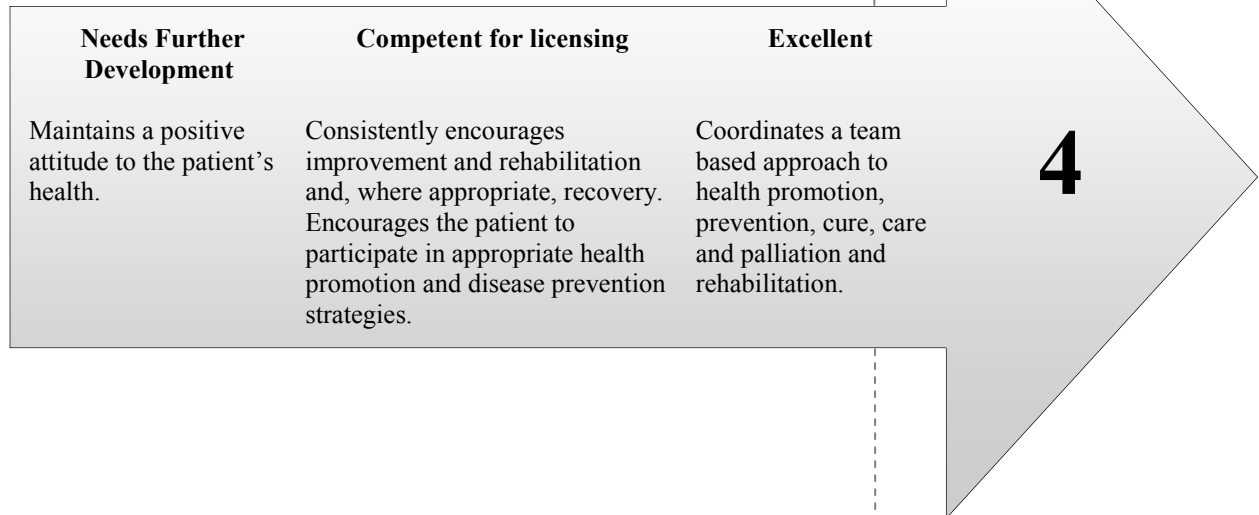 Needs Further
Development
Maintains a positive
attitude to the patient’s
health.
Competent for licensing
Consistently encourages
improvement and rehabilitation
and, where appropriate, recovery.
Encourages the patient to
participate in appropriate health
promotion and disease prevention
strategies.
Excellent
Coordinates a team
based approach to
health promotion,
prevention, cure, care
and palliation and
rehabilitation.
4